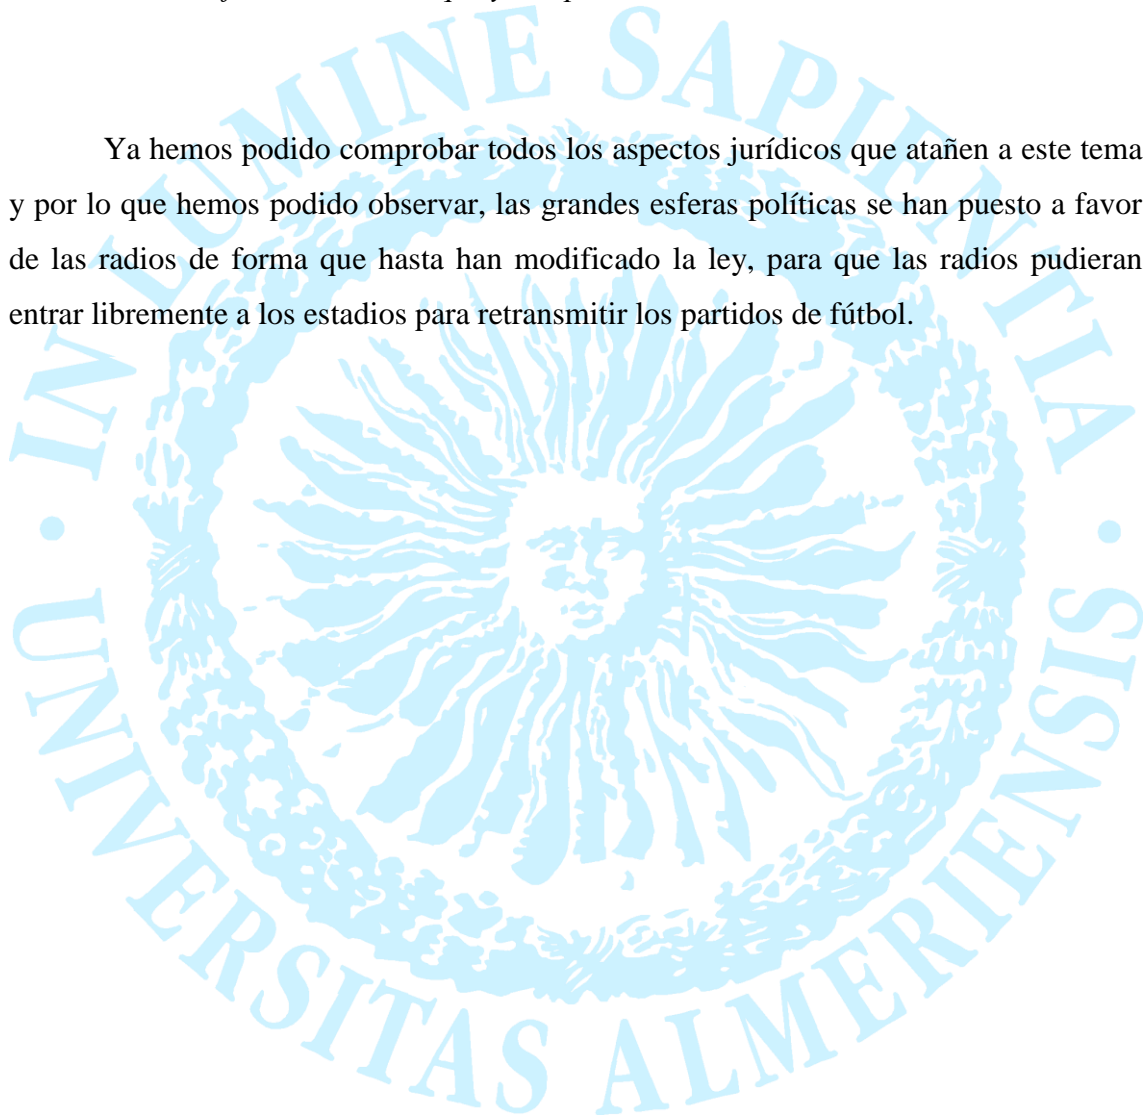 IN LUMINE SAPIENTIA
Ya hemos podido comprobar todos los aspectos jurídicos que atañen a este tema
y por lo que hemos podido observar, las grandes esferas políticas se han puesto a favor
de las radios de forma que hasta han modificado la ley, para que las radios pudieran
entrar libremente a los estadios para retransmitir los partidos de fútbol.
· UNIVERSITAS ALMERIENSIS ·